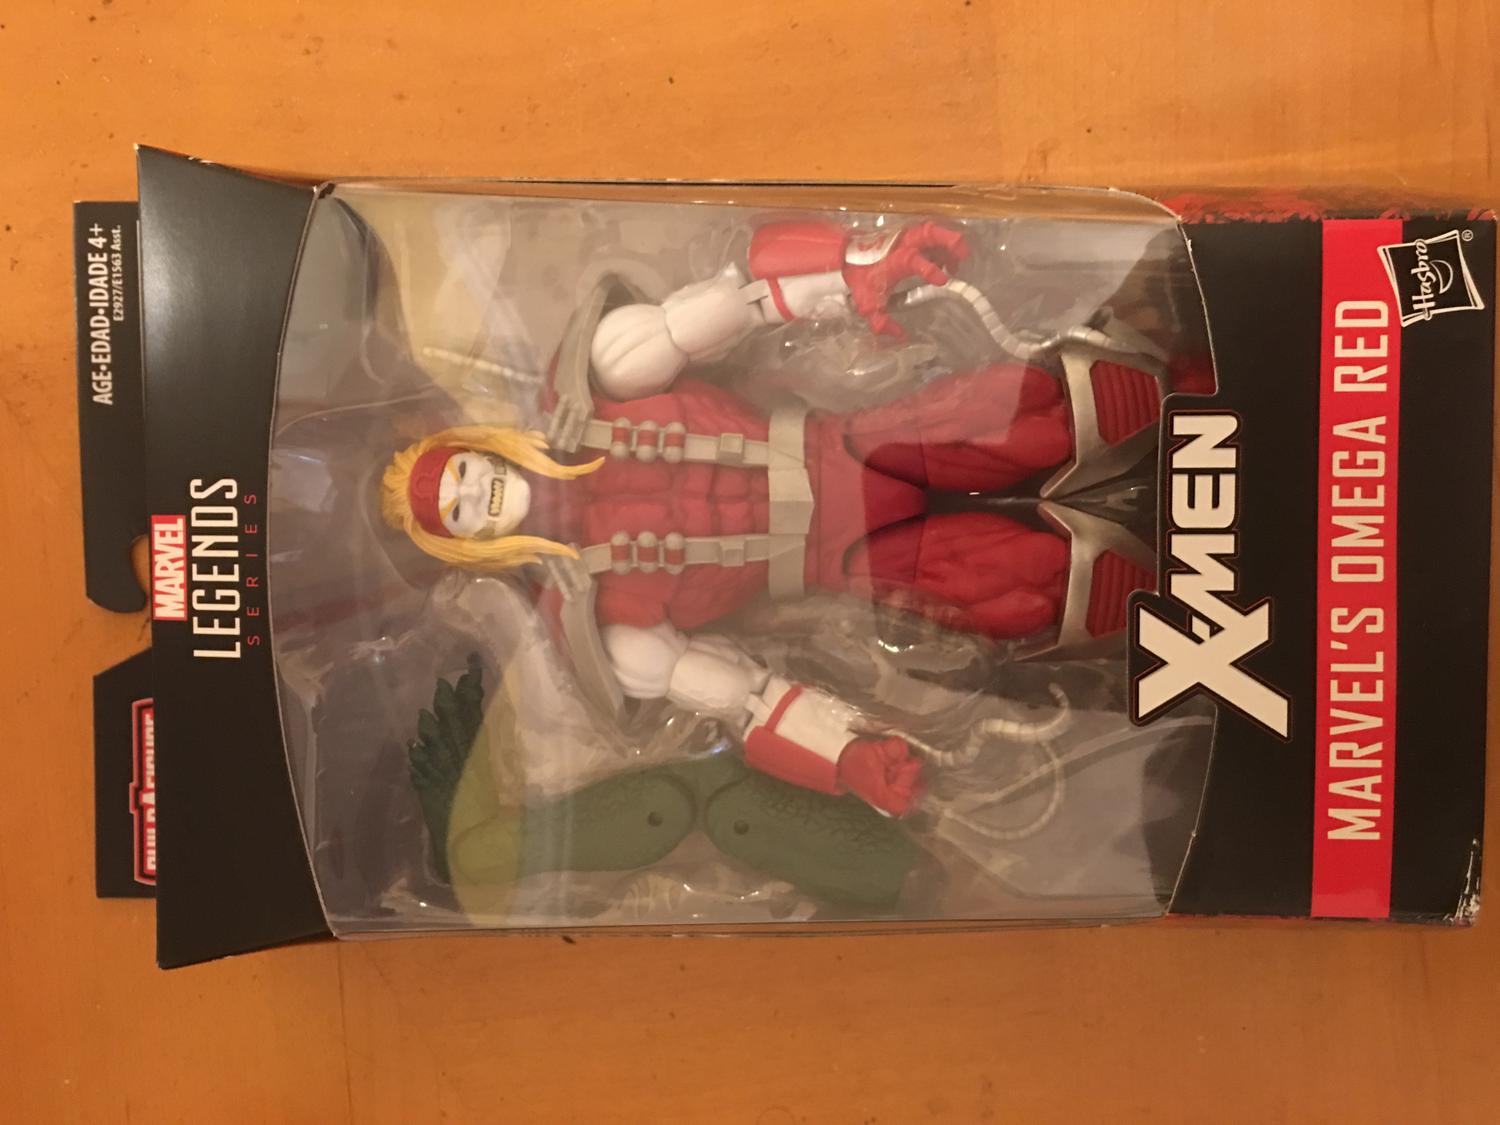 AGE•EDAD•IDADE 4+
E2927/E1563 Asst.
MARVEL
LEGENDS
SERIES
X-MEN
MARVEL'S OMEGA RED
Hasbro®